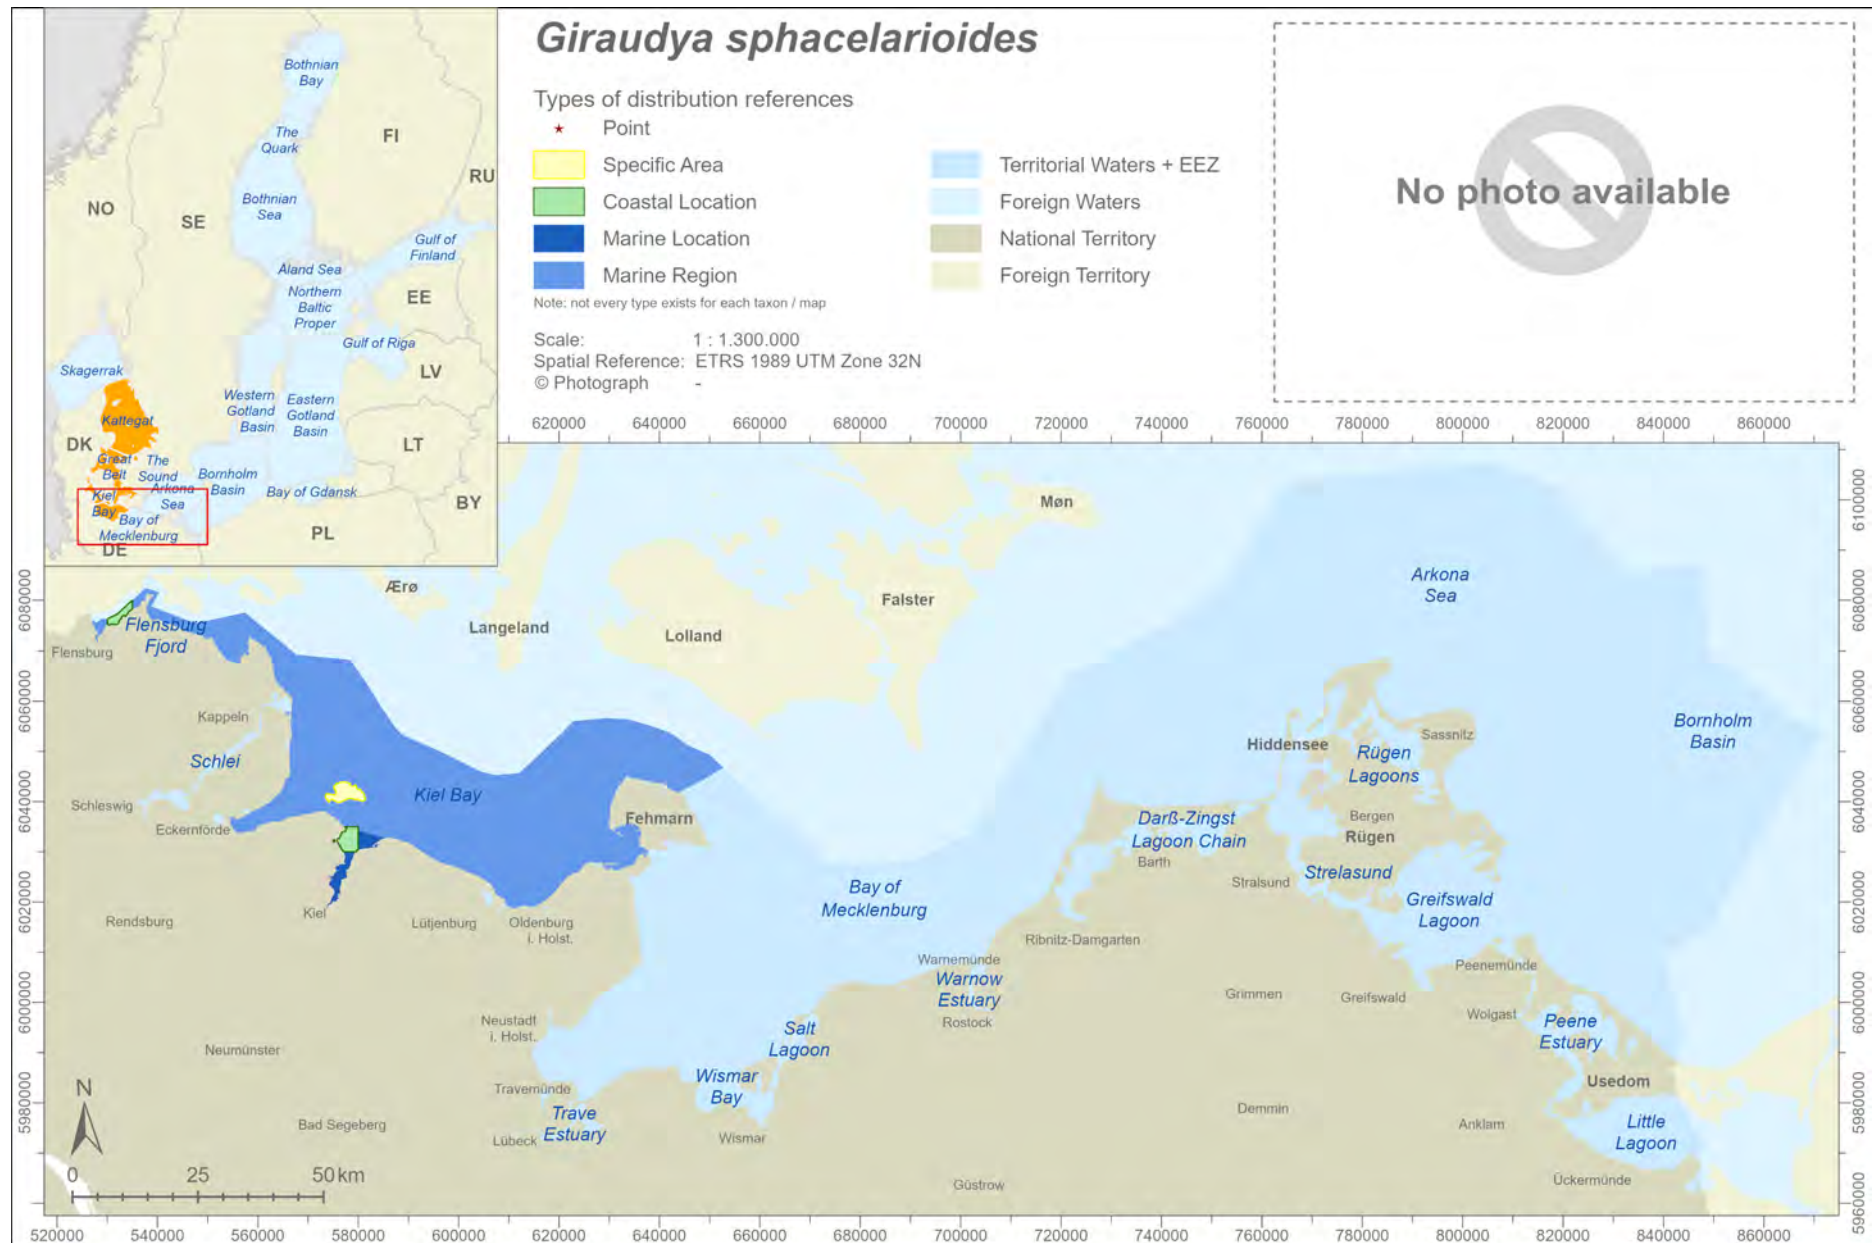 Giraudya sphacelarioides
Types of distribution references
Point
Specific Area
Coastal Location
Marine Location
Marine Region
Territorial Waters + EEZ
Foreign Waters
National Territory
Foreign Territory
Note: not every type exists for each taxon / map
Scale: 1 : 1.300.000
Spatial Reference: ETRS 1989 UTM Zone 32N
© Photograph -
No photo available
Bothnian
Bay
The
Quark
FI
RU
NO
SE
Bothnian
Sea
Gulf of
Finland
Åland Sea
Northern
Baltic
Proper
EE
Gulf of Riga
Skagerrak
LV
Western
Gotland
Basin
Eastern
Gotland
Basin
Kattegat
DK
LT
Great
Belt
The
Sound
Bornholm
Basin
Arkona
Sea
Bay of Gdansk
Kiel
Bay
BY
Bay of
Mecklenburg
DE
PL
620000 640000 660000 680000 700000 720000 740000 760000 780000 800000 820000 840000 860000
6100000
6080000
6060000
6040000
6020000
6000000
5980000
5960000
6080000
6060000
6040000
6020000
6000000
5980000
Møn
Ærø
Langeland
Lolland
Falster
Arkona
Sea
Flensburg
Fjord
Flensburg
Kappeln
Schlei
Schleswig
Eckernförde
Kiel Bay
Fehmarn
Hiddensee
Sassnitz
Rügen
Lagoons
Bornholm
Basin
Darß-Zingst
Lagoon Chain
Barth
Bergen
Rügen
Stralsund
Strelasund
Greifswald
Lagoon
Bay of
Mecklenburg
Rendsburg
Kiel
Lütjenburg
Oldenburg
i. Holst.
Ribnitz-Damgarten
Warnemünde
Warnow
Estuary
Rostock
Grimmen
Greifswald
Peenemünde
Wolgast
Peene
Estuary
Usedom
Neumünster
Neustadt
i. Holst.
Salt
Lagoon
Wismar
Bay
Travemünde
Trave
Estuary
Lübeck
Wismar
Bad Segeberg
Demmin
Anklam
Little
Lagoon
Ückermünde
Güstrow
N
0 25 50 km
520000 540000 560000 580000 600000 620000 640000 660000 680000 700000 720000 740000 760000 780000 800000 820000 840000 860000